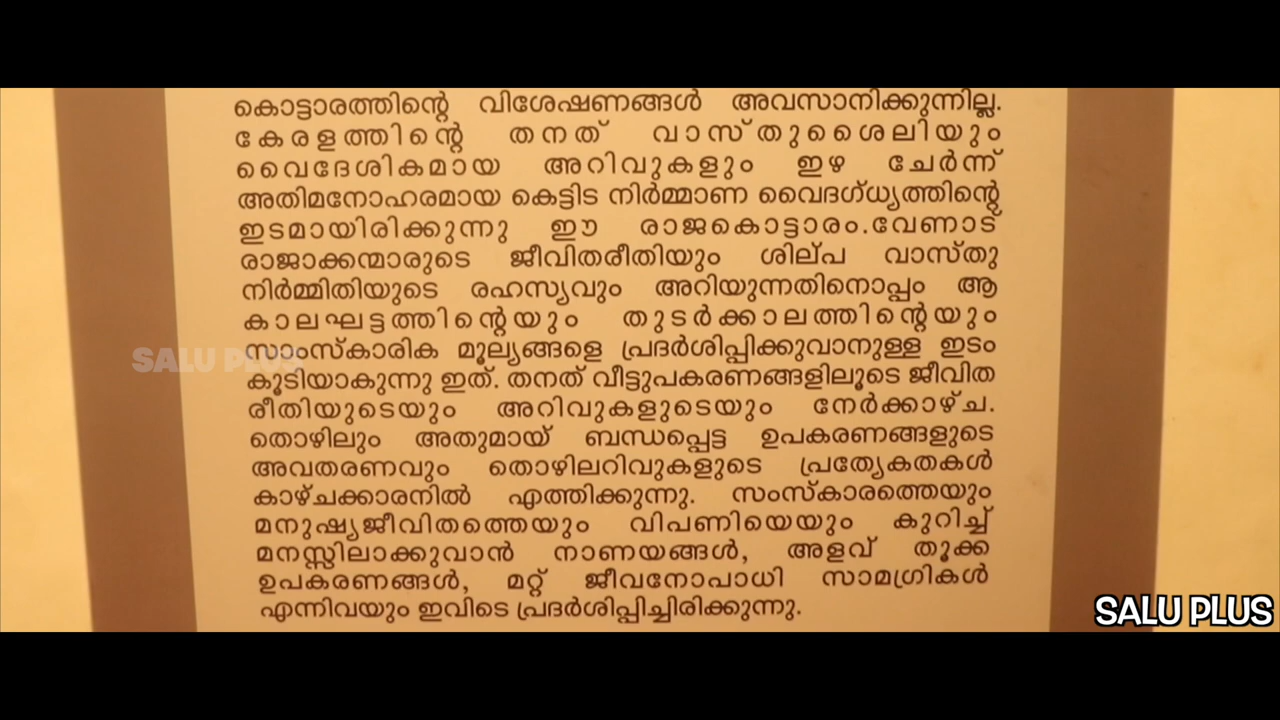 കൊട്ടാരത്തിന്റെ വിശേഷണങ്ങൾ അവസാനിക്കുന്നില്ല.
കേരളത്തിന്റെ തനത് വാസ്തുശൈലിയും
വൈദേശികമായ അറിവുകളും ഇഴ ചേർന്ന്
അതിമനോഹരമായ കെട്ടിട നിർമ്മാണ വൈദഗ്ധ്യത്തിന്റെ
ഇടമായിരിക്കുന്നു ഈ രാജകൊട്ടാരം.വേണാട്
രാജാക്കന്മാരുടെ ജീവിതരീതിയും ശില്പ വാസ്തു
നിർമ്മിതിയുടെ രഹസ്യവും അറിയുന്നതിനൊപ്പം ആ
കാലഘട്ടത്തിന്റെയും തുടർക്കാലത്തിന്റെയും
സാംസ്കാരിക മൂല്യങ്ങളെ പ്രദർശിപ്പിക്കുവാനുള്ള ഇടം
കൂടിയാകുന്നു ഇത്. തനത് വീട്ടുപകരണങ്ങളിലൂടെ ജീവിത
രീതിയുടെയും അറിവുകളുടെയും നേർക്കാഴ്ച.
തൊഴിലും അതുമായ് ബന്ധപ്പെട്ട ഉപകരണങ്ങളുടെ
അവതരണവും തൊഴിലറിവുകളുടെ പ്രത്യേകതകൾ
കാഴ്ചക്കാരനിൽ എത്തിക്കുന്നു. സംസ്കാരത്തെയും
മനുഷ്യജീവിതത്തെയും വിപണിയെയും കുറിച്ച്
മനസ്സിലാക്കുവാൻ നാണയങ്ങൾ, അളവ് തൂക്ക
ഉപകരണങ്ങൾ, മറ്റ് ജീവനോപാധി സാമഗ്രികൾ
എന്നിവയും ഇവിടെ പ്രദർശിപ്പിച്ചിരിക്കുന്നു.
SALU PLUS
SALU PLUS